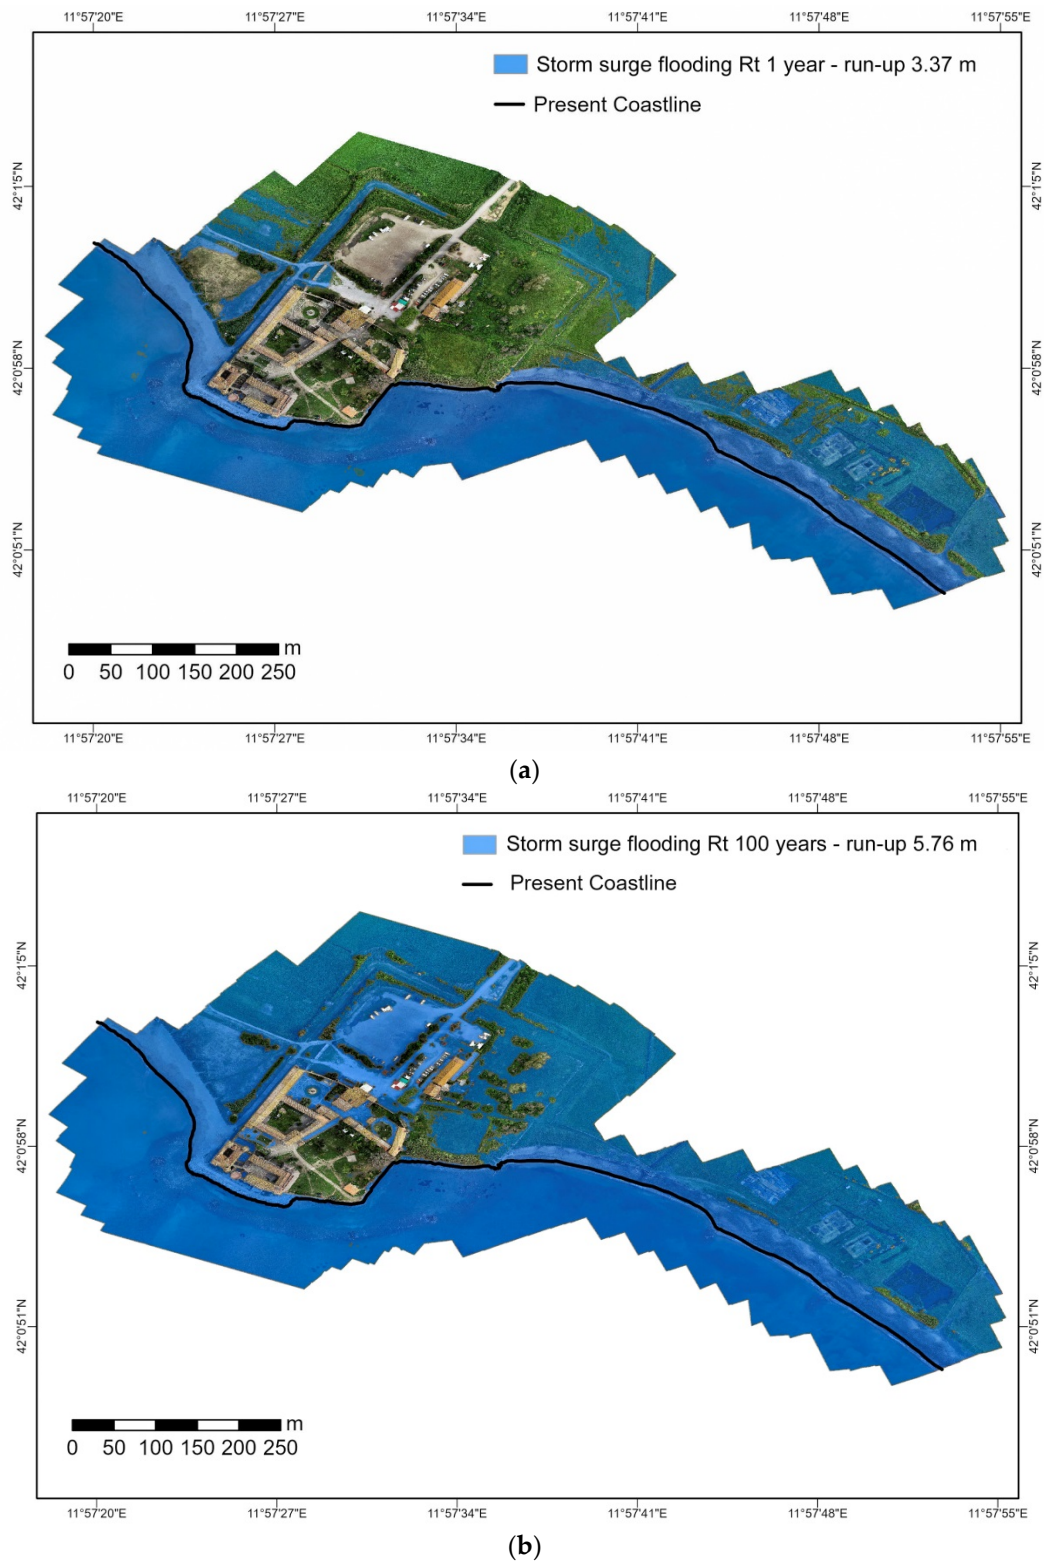 11°57'20"E 11°57'27"E 11°57'34"E 11°57'41"E 11°57'48"E 11°57'55"E
Storm surge flooding Rt 1 year - run-up 3.37 m
Present Coastline
42°1'5"N 42°1'5"N
42°0'58"N 42°0'58"N
42°0'51"N 42°0'51"N
m
0 50 100 150 200 250
11°57'20"E 11°57'27"E 11°57'34"E 11°57'41"E 11°57'48"E 11°57'55"E
(a)
11°57'20"E 11°57'27"E 11°57'34"E 11°57'41"E 11°57'48"E 11°57'55"E
Storm surge flooding Rt 100 years - run-up 5.76 m
Present Coastline
42°1'5"N 42°1'5"N
42°0'58"N 42°0'58"N
42°0'51"N 42°0'51"N
m
0 50 100 150 200 250
11°57'20"E 11°57'27"E 11°57'34"E 11°57'41"E 11°57'48"E 11°57'55"E
(b)